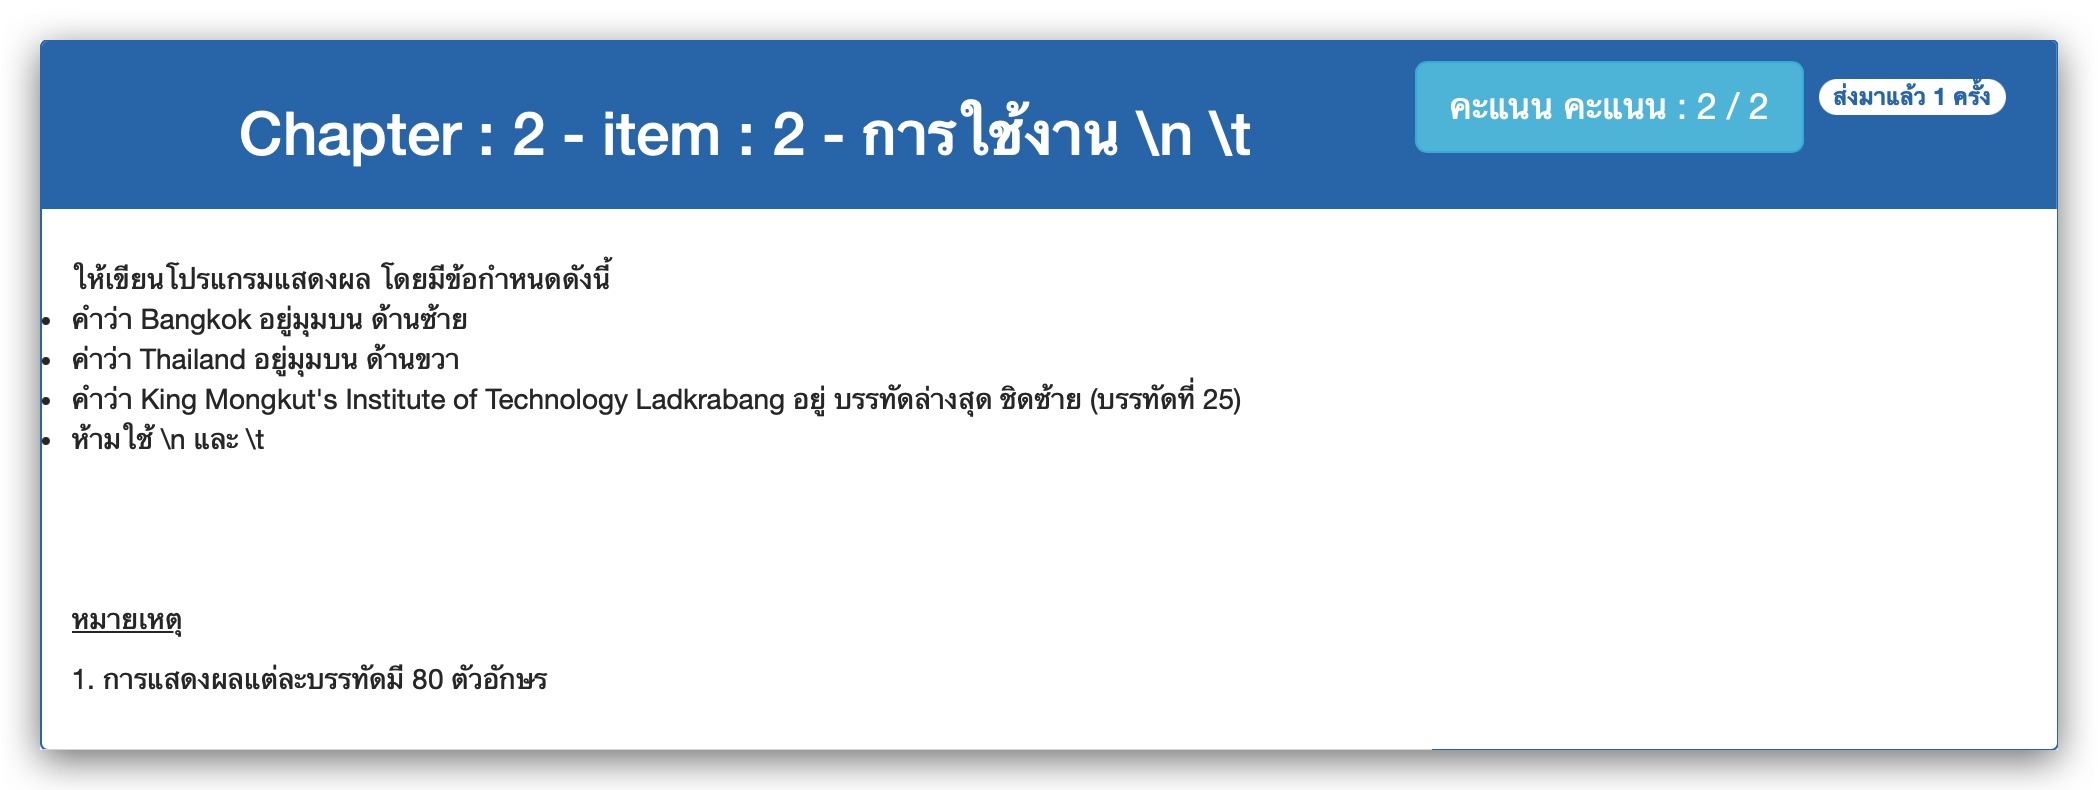 Chapter : 2 - item : 2 - การใช้งาน \n \t
คะแนน คะแนน : 2 / 2
ส่งมาแล้ว 1 ครั้ง
ให้เขียนโปรแกรมแสดงผล โดยมีข้อกำหนดดังนี้
• คำว่า Bangkok อยู่มุมบน ด้านซ้าย
• ค่าว่า Thailand อยู่มุมบน ด้านขวา
• คำว่า King Mongkut's Institute of Technology Ladkrabang อยู่ บรรทัดล่างสุด ชิดซ้าย (บรรทัดที่ 25)
• ห้ามใช้ \n และ \t
หมายเหตุ
1. การแสดงผลแต่ละบรรทัดมี 80 ตัวอักษร